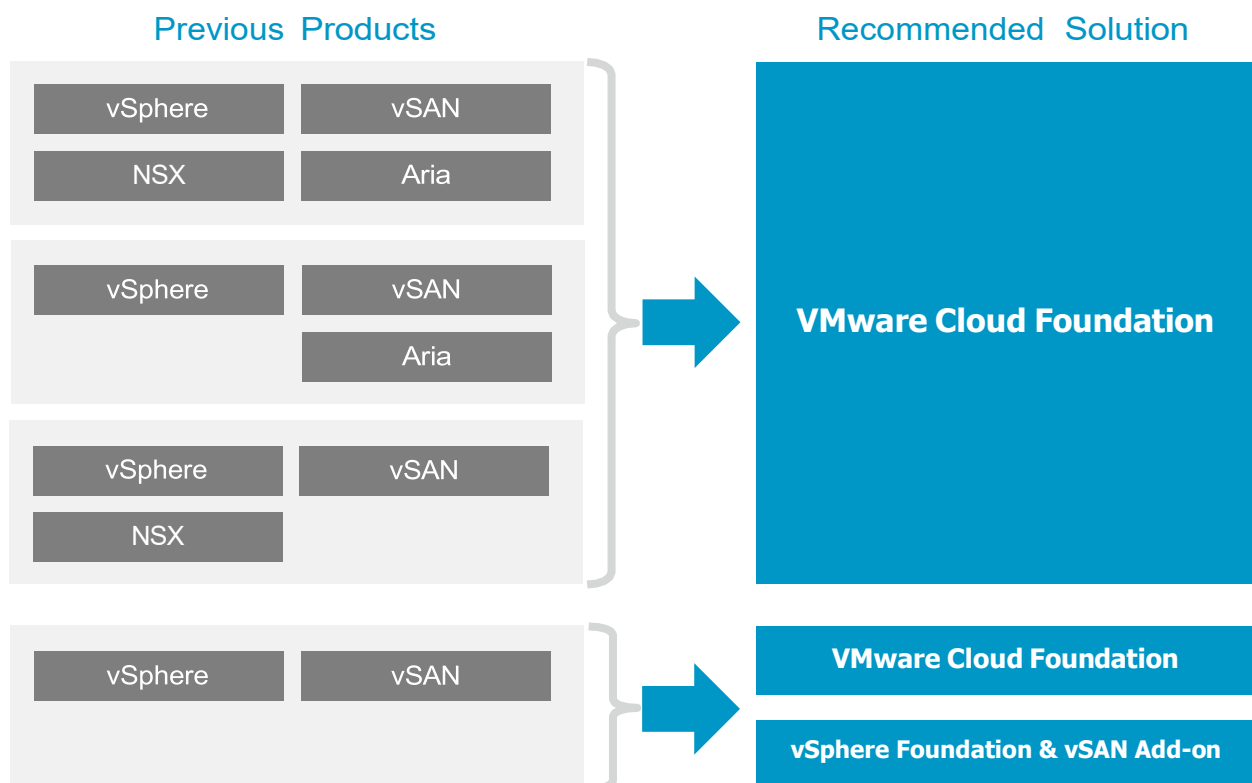 Previous Products
Recommended Solution
vSphere vSAN
NSX Aria
vSphere vSAN
Aria
vSphere vSAN
NSX
VMware Cloud Foundation
vSphere vSAN
VMware Cloud Foundation
vSphere Foundation & vSAN Add-on